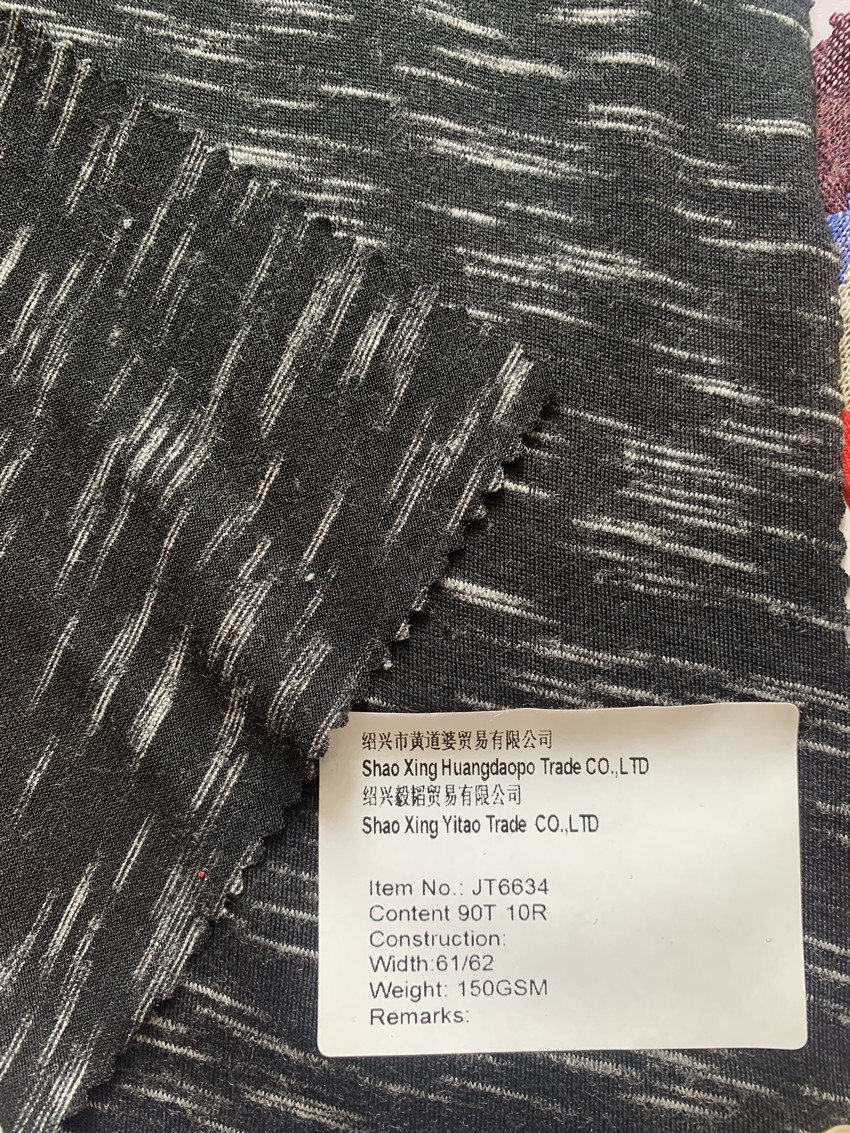 绍兴市黄道婆贸易有限公司
Shao Xing Huangdaopo Trade CO.,LTD
绍兴毅韬贸易有限公司
Shao Xing Yitao Trade CO.,LTD
Item No.: JT6634
Content 90T 10R
Construction:
Width:61/62
Weight: 150GSM
Remarks: